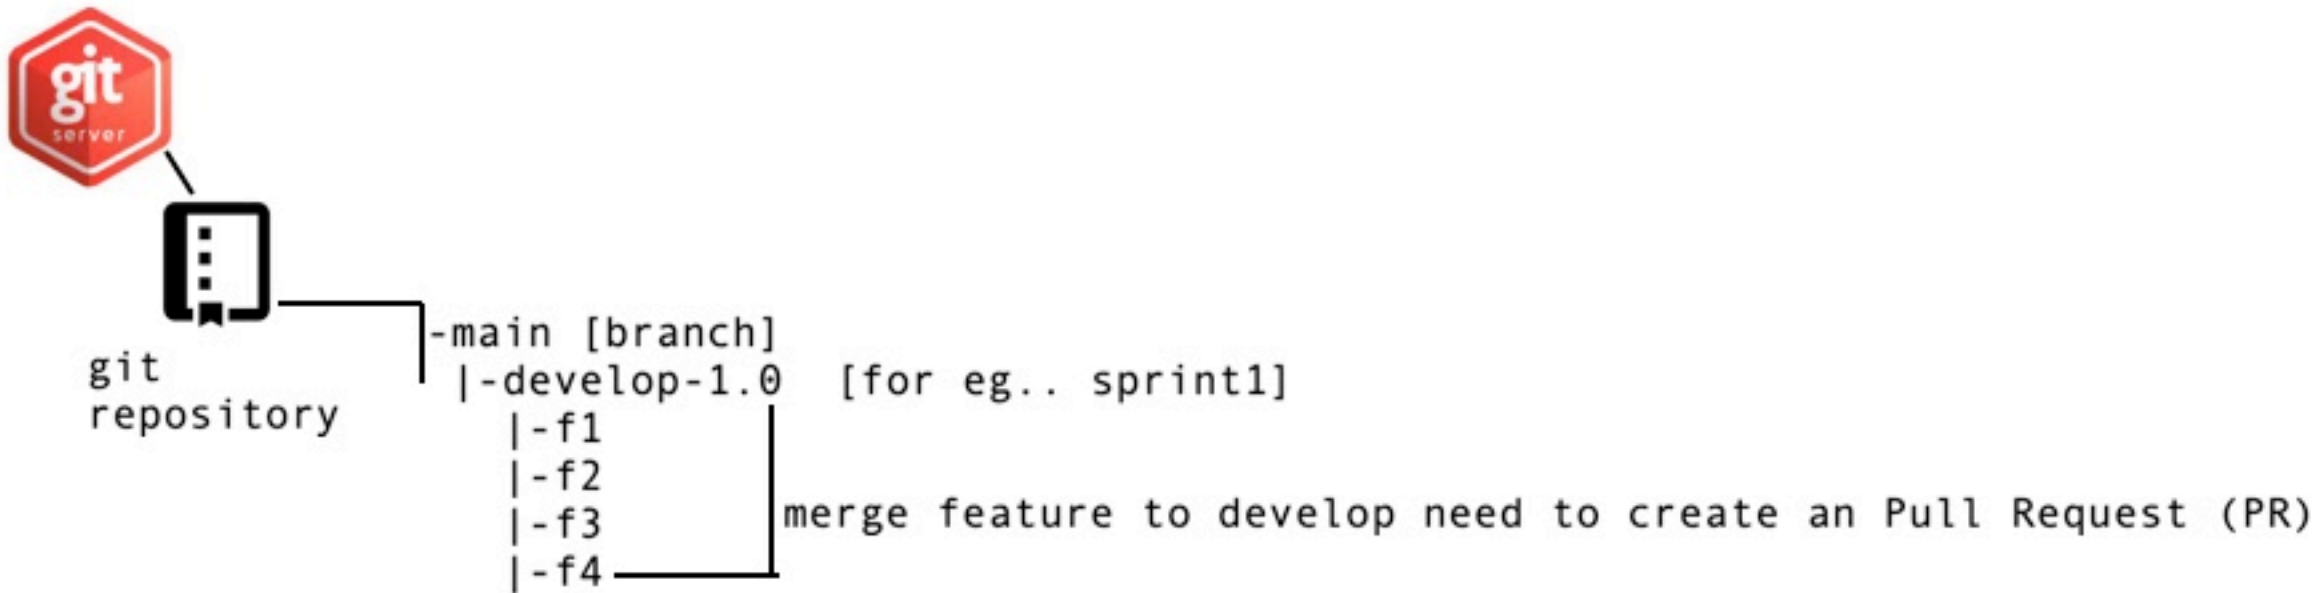 git
server
git
repository
-main [branch]
|-develop-1.0 [for eg.. sprint1]
|-f1
|-f2
|-f3
merge feature to develop need to create an Pull Request (PR)
|-f4